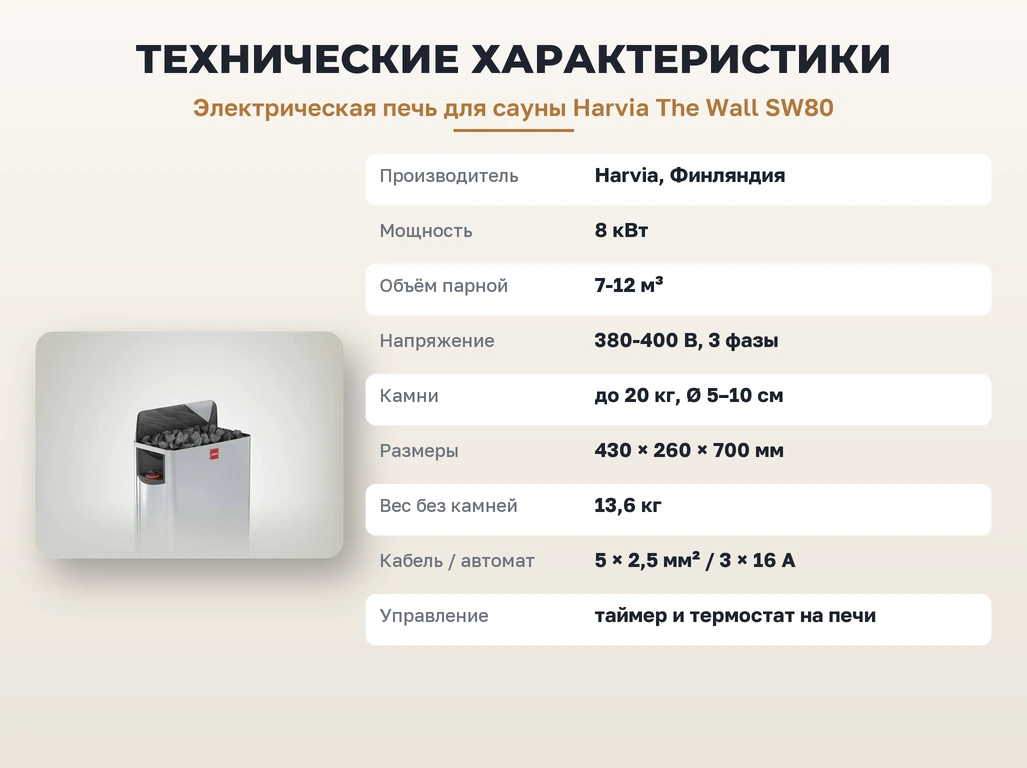 ТЕХНИЧЕСКИЕ ХАРАКТЕРИСТИКИ
Электрическая печь для сауны Harvia The Wall SW80
Производитель Harvia, Финляндия
Мощность 8 кВт
Объём парной 7-12 м³
Напряжение 380-400 В, 3 фазы
Камни до 20 кг, Ø 5–10 см
Размеры 430 × 260 × 700 мм
Вес без камней 13,6 кг
Кабель / автомат 5 × 2,5 мм² / 3 × 16 А
Управление таймер и термостат на печи